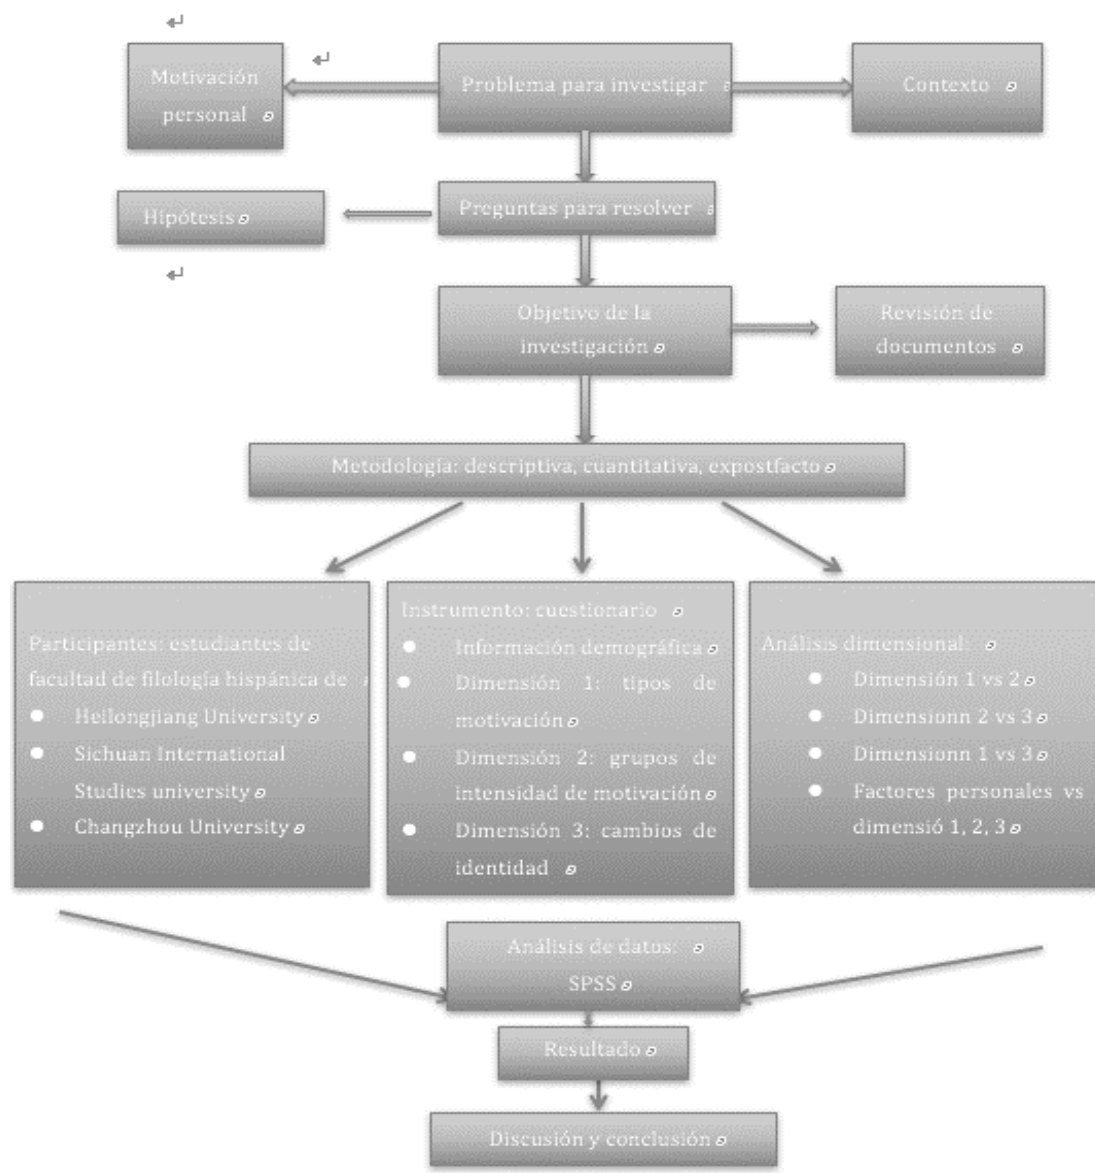 Motivación
personal
Problema para investigar
Contexto
Hipótesis
Preguntas para resolver
Objetivo de la
investigación
Revisión de
documentos
Metodología: descriptiva, cuantitativa, expostfacto
Participantes: estudiantes de
facultad de filología hispánica de
● Heilongjiang University
● Sichuan International
Studies university
● Changzhou University
Instrumento: cuestionario
● Información demográfica
● Dimensión 1: tipos de
motivación
● Dimensión 2: grupos de
intensidad de motivación
● Dimensión 3: cambios de
identidad
Análisis dimensional:
● Dimensión 1 vs 2
● Dimensionn 2 vs 3
● Dimensionn 1 vs 3
● Factores personales vs
dimensió 1, 2, 3
Análisis de datos:
SPSS
Resultado
Discusión y conclusión